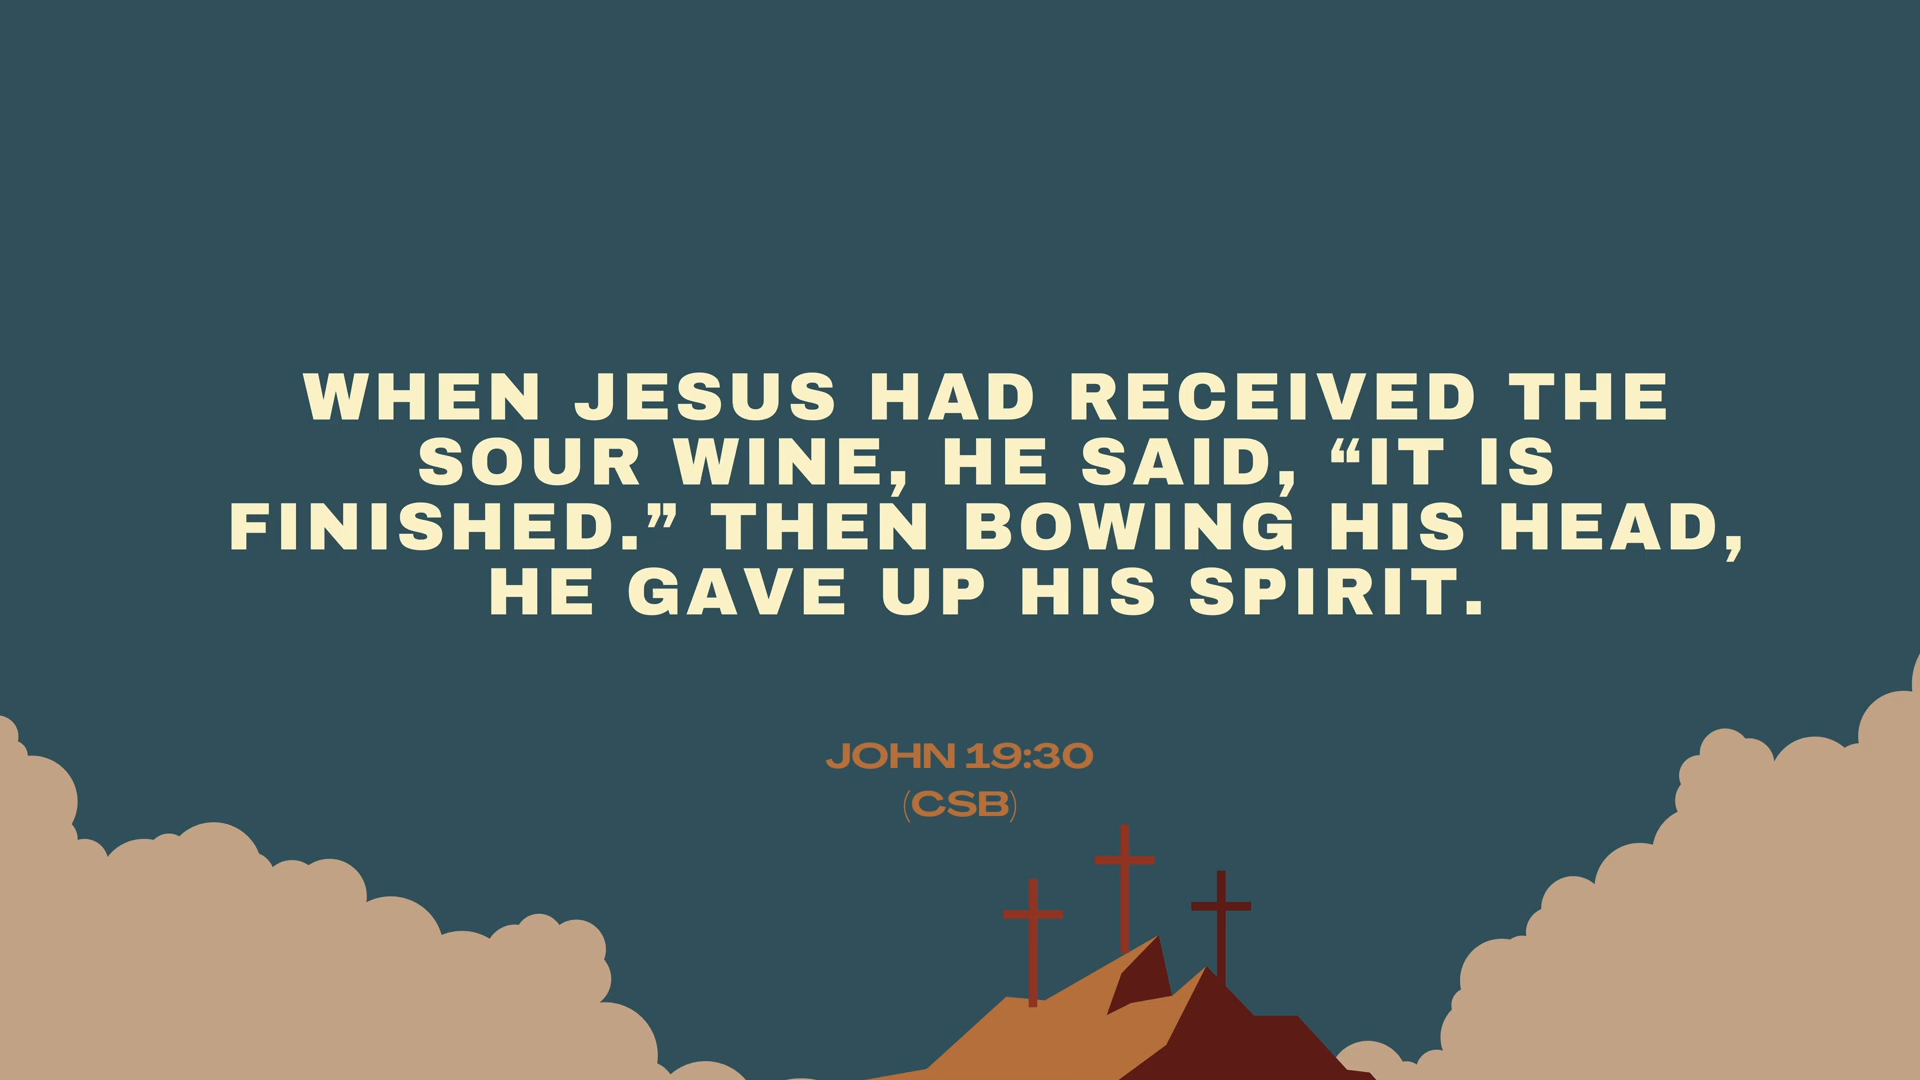 WHEN JESUS HAD RECEIVED THE
SOUR WINE, HE SAID, “IT IS
FINISHED.” THEN BOWING HIS HEAD,
HE GAVE UP HIS SPIRIT.
JOHN 19:30
(CSB)